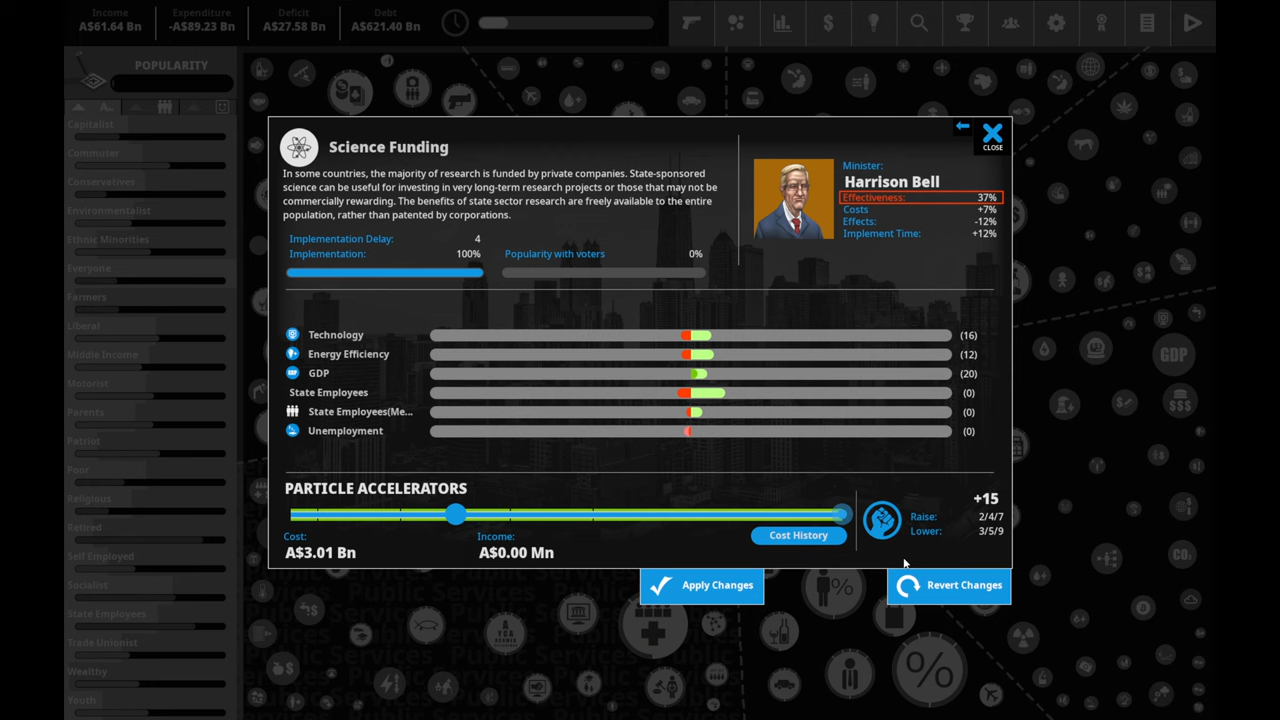 Income
Expenditure
Deficit
Debt
A$61.64 Bn
-A$89.23 Bn
A$27.58 Bn
A$621.40 Bn
POPULARITY
A...
Capitalist
Commuter
Conservatives
Environmentalist
Ethnic Minorities
Everyone
Farmers
Liberal
Middle Income
Motorist
Parents
Patriot
Poor
Religious
Retired
Self Employed
Socialist
State Employees
Trade Unionist
Wealthy
Youth
Science Funding
In some countries, the majority of research is funded by private companies. State-sponsored
science can be useful for investing in very long-term research projects or those that may not be
commercially rewarding. The benefits of state sector research are freely available to the entire
population, rather than patented by corporations.
Implementation Delay: 4
Implementation: 100%
Popularity with voters 0%
CLOSE
Minister:
Harrison Bell
Effectiveness: 37%
Costs +7%
Effects: -12%
Implement Time: +12%
Technology (16)
Energy Efficiency (12)
GDP (20)
State Employees (0)
State Employees(Me... (0)
Unemployment (0)
PARTICLE ACCELERATORS
Cost:
A$3.01 Bn
Income:
A$0.00 Mn
Cost History
+15
Raise: 2/4/7
Lower: 3/5/9
Apply Changes
Revert Changes
GDP
$$$
CO₂
%
%
Public Services